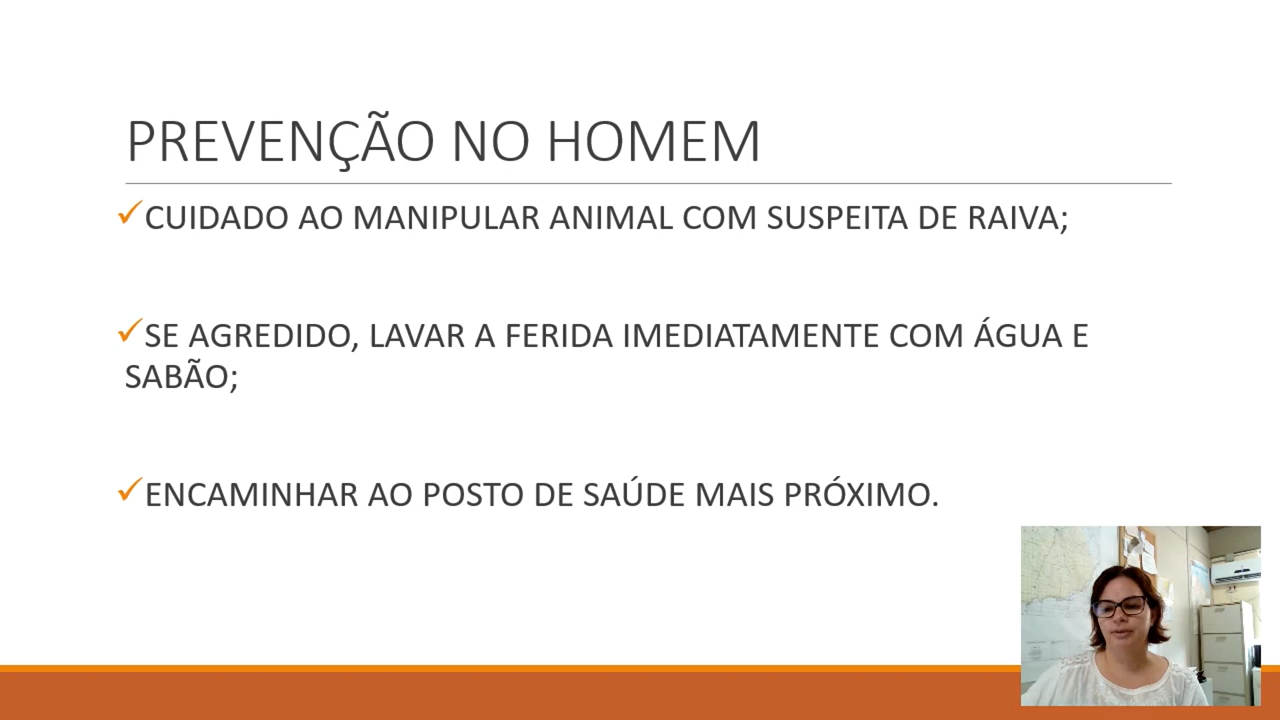 PREVENÇÃO NO HOMEM
✓CUIDADO AO MANIPULAR ANIMAL COM SUSPEITA DE RAIVA;
✓SE AGREDIDO, LAVAR A FERIDA IMEDIATAMENTE COM ÁGUA E
SABÃO;
✓ENCAMINHAR AO POSTO DE SAÚDE MAIS PRÓXIMO.